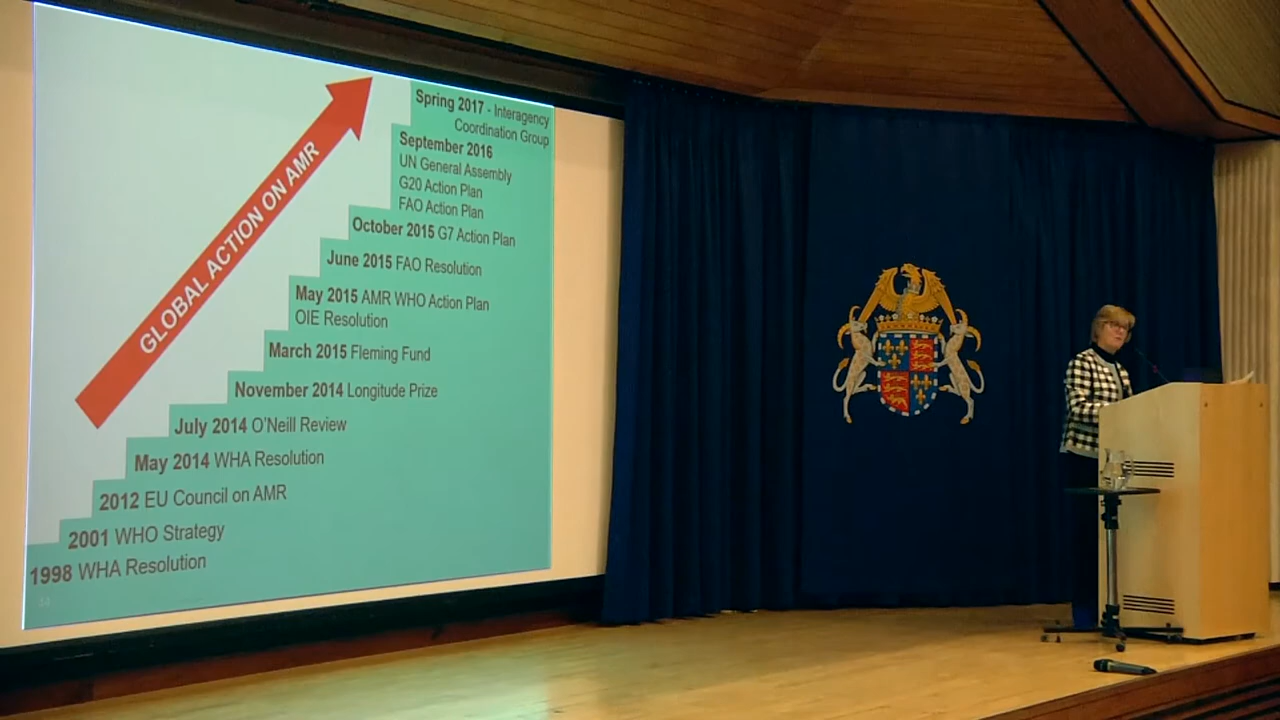 Spring 2017 - Interagency
Coordination Group
September 2016
UN General Assembly
G20 Action Plan
FAO Action Plan
October 2015 G7 Action Plan
June 2015 FAO Resolution
May 2015 AMR WHO Action Plan
OIE Resolution
March 2015 Fleming Fund
November 2014 Longitude Prize
July 2014 O'Neill Review
May 2014 WHA Resolution
2012 EU Council on AMR
2001 WHO Strategy
1998 WHA Resolution
GLOBAL ACTION ON AMR